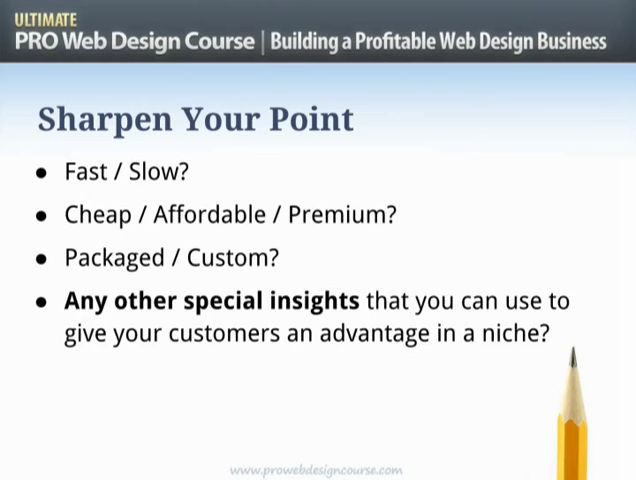 ULTIMATE
PRO Web Design Course | Building a Profitable Web Design Business
Sharpen Your Point
● Fast / Slow?
● Cheap / Affordable / Premium?
● Packaged / Custom?
● Any other special insights that you can use to
give your customers an advantage in a niche?
www.prowebdesigncourse.com